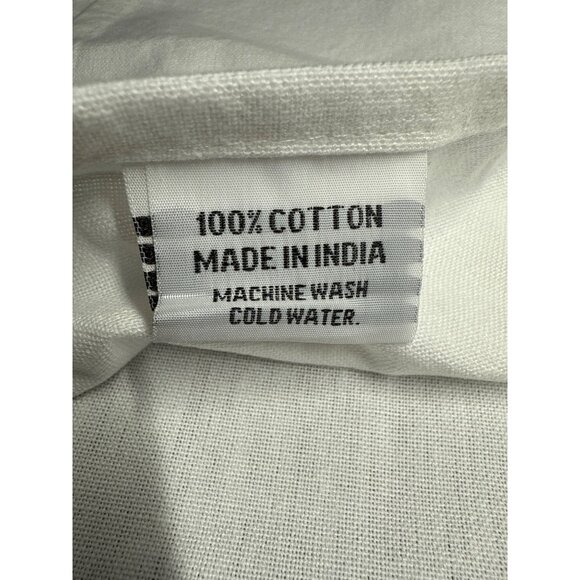 100% COTTON
MADE IN INDIA
MACHINE WASH
COLD WATER.